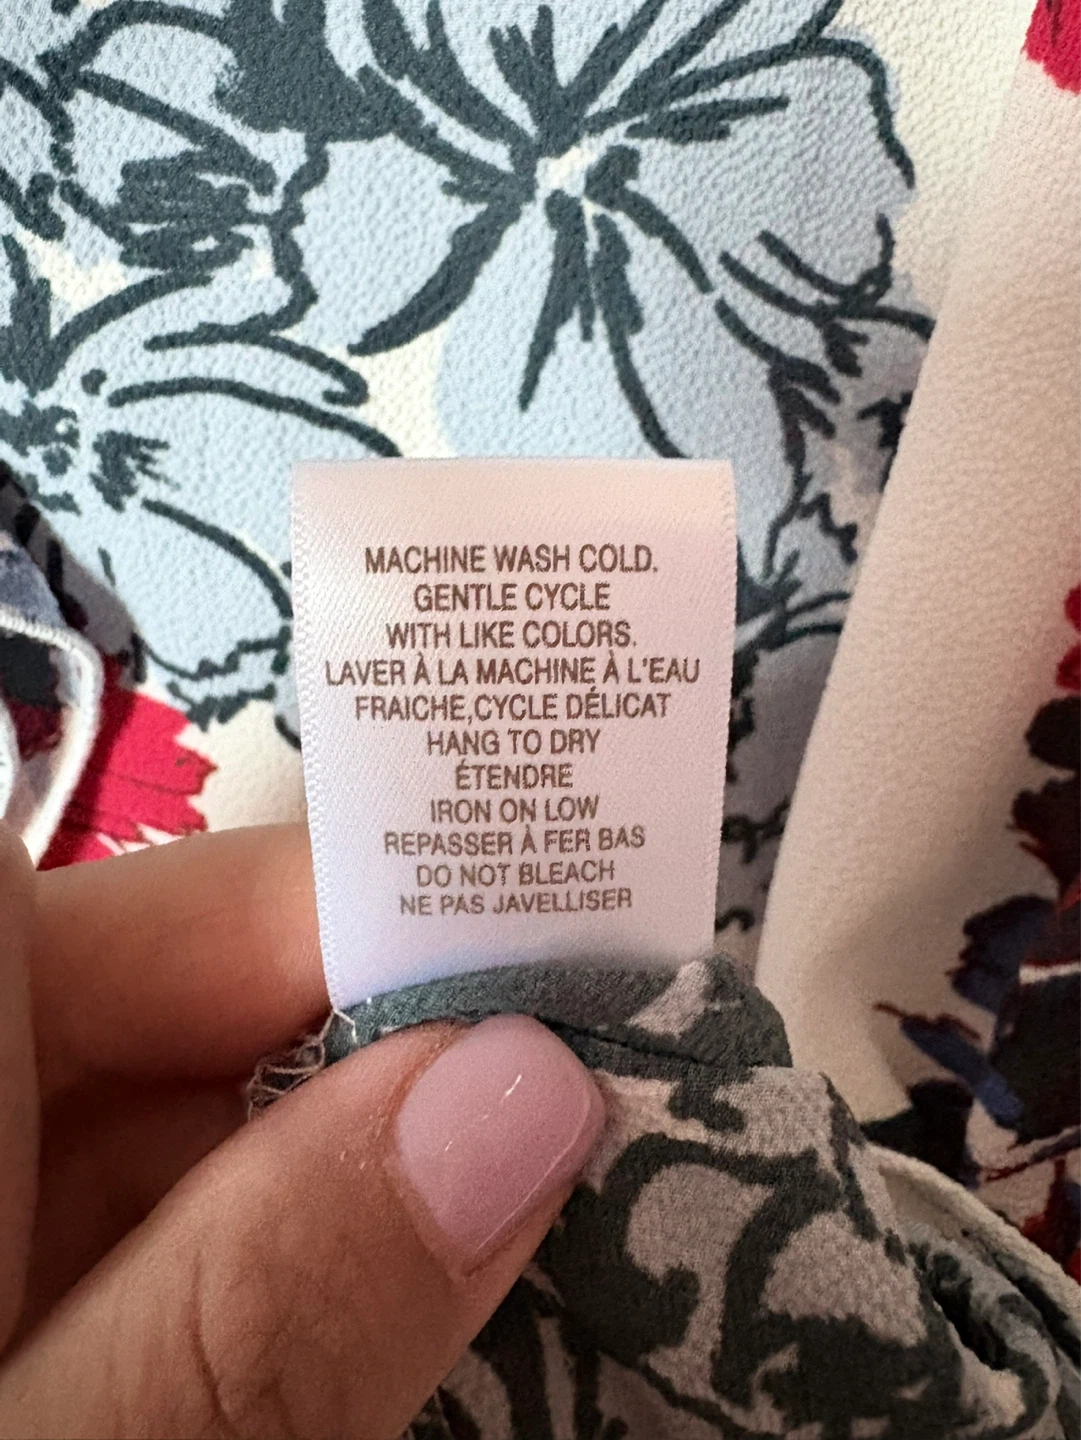 MACHINE WASH COLD.
GENTLE CYCLE
WITH LIKE COLORS.
LAVER À LA MACHINE À L'EAU
FRAICHE,CYCLE DÉLICAT
HANG TO DRY
ÉTENDRE
IRON ON LOW
REPASSER À FER BAS
DO NOT BLEACH
NE PAS JAVELLISER